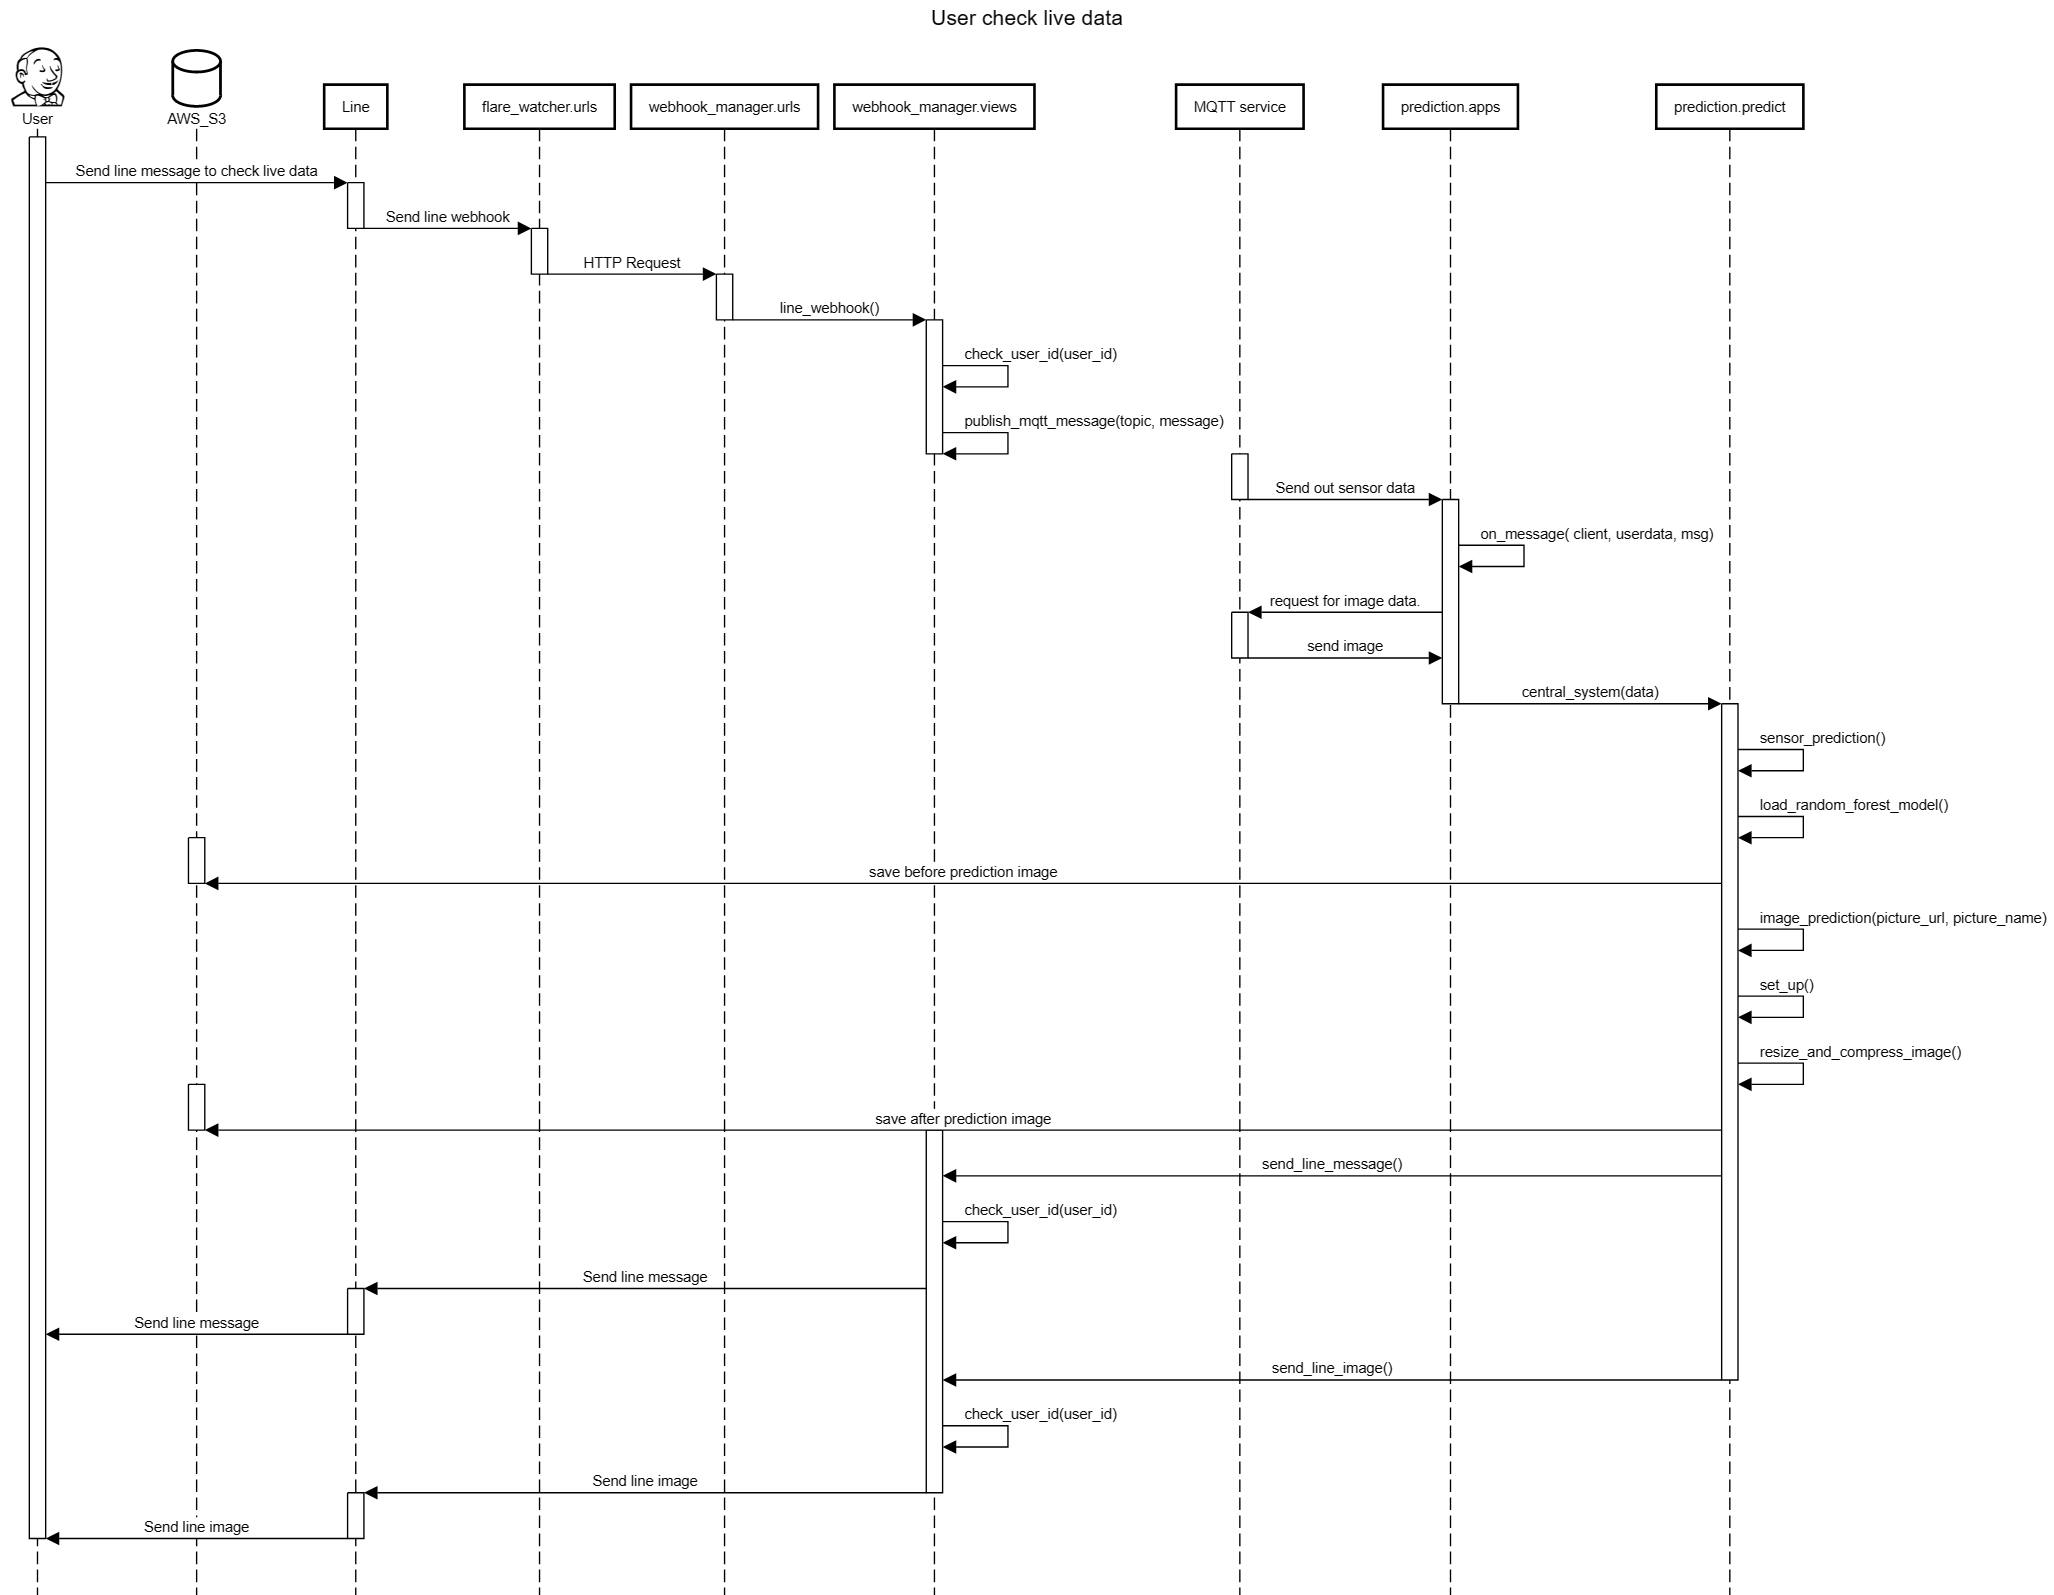 User check live data
User
AWS_S3
Line
flare_watcher.urls
webhook_manager.urls
webhook_manager.views
MQTT service
prediction.apps
prediction.predict
Send line message to check live data
Send line webhook
HTTP Request
line_webhook()
check_user_id(user_id)
publish_mqtt_message(topic, message)
Send out sensor data
on_message( client, userdata, msg)
request for image data.
send image
central_system(data)
sensor_prediction()
load_random_forest_model()
save before prediction image
image_prediction(picture_url, picture_name)
set_up()
resize_and_compress_image()
save after prediction image
send_line_message()
check_user_id(user_id)
Send line message
Send line message
send_line_image()
check_user_id(user_id)
Send line image
Send line image